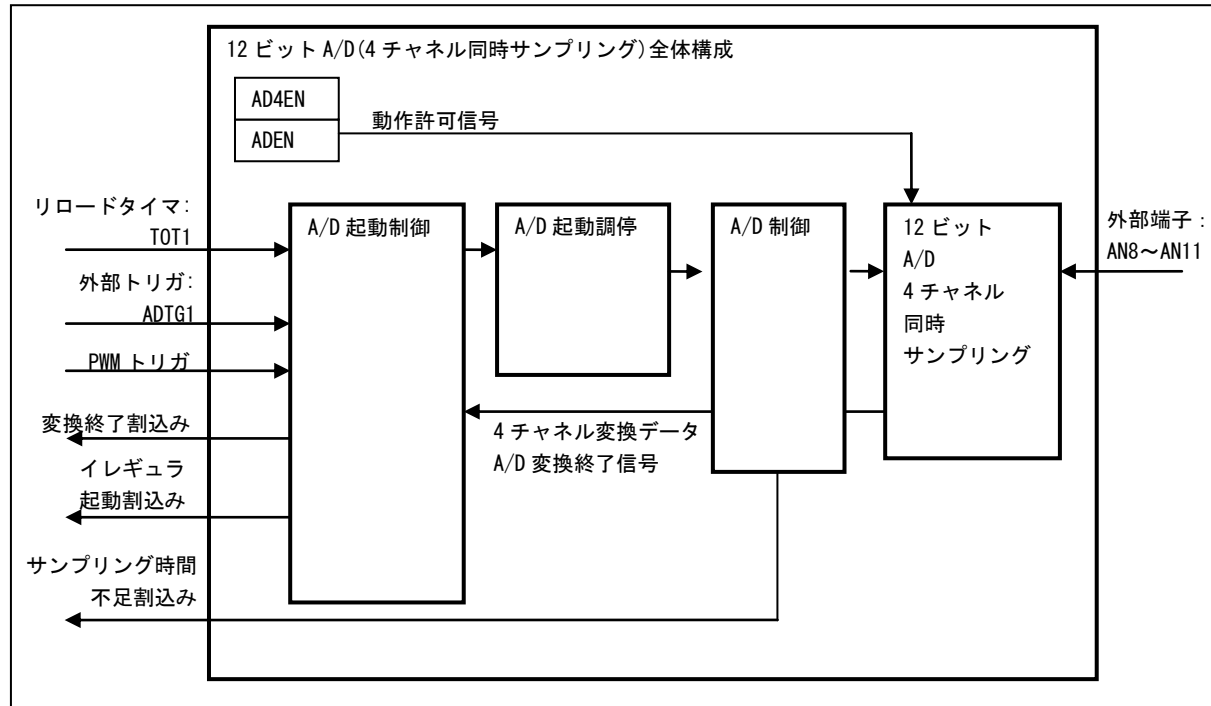 12 ビット A/D(4 チャネル同時サンプリング)全体構成
AD4EN
ADEN
動作許可信号
リロードタイマ:
TOT1
外部トリガ:
ADTG1
PWM トリガ
変換終了割込み
イレギュラ
起動割込み
サンプリング時間
不足割込み
A/D 起動制御
A/D 起動調停
A/D 制御
12 ビット
A/D
4 チャネル
同時
サンプリング
外部端子:
AN8～AN11
4 チャネル変換データ
A/D 変換終了信号